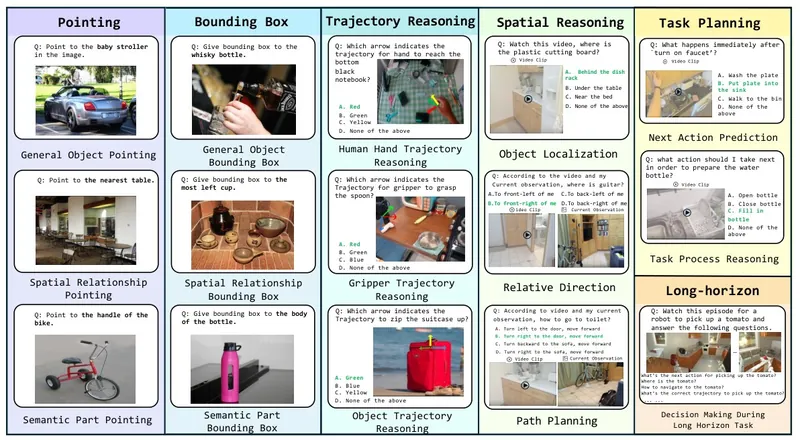 Pointing
Q: Point to the baby stroller
in the image.
General Object Pointing
Q: Point to the nearest table.
Spatial Relationship
Pointing
Q: Point to the handle of the
bike.
Semantic Part Pointing
Bounding Box
Q: Give bounding box to the
whisky bottle.
General Object
Bounding Box
Q: Give bounding box to the
most left cup.
Spatial Relationship
Bounding Box
Q: Give bounding box to the body
of the bottle.
Semantic Part
Bounding Box
Trajectory Reasoning
Q: Which arrow indicates the
trajectory for hand to reach the
bottom
black
notebook?
A. Red
B. Green
C. Yellow
D. None of the above
Human Hand Trajectory
Reasoning
Q: Which arrow indicates the
Trajectory for gripper to grasp
the spoon?
A. Red
B. Green
C. Blue
D. None of the above
Gripper Trajectory
Reasoning
Q: Which arrow indicates the
Trajectory to zip the suitcase up?
A. Green
B. Blue
C. Yellow
D. None of the above
Object Trajectory
Reasoning
Spatial Reasoning
Q: Watch this video, where is
the plastic cutting board?
Video Clip
A. Behind the dish
rack
B. Under the table
C. Near the bed
D. None of the above
Object Localization
Q: According to the video and my
Current observation, where is guitar?
A.To front-left of me C.To back-left of me
B.To front-right of me D.To back-right of me
Video Clip Current Observation
Relative Direction
Q: According to video and my current
observation, how to go to toilet?
A. Turn left to the door, move forward
B. Turn right to the door, move forward
C. Turn backward to the sofa, move forward
D. Turn right to the sofa, move forward
Video Clip Current Observation
Path Planning
Task Planning
Q: What happens immediately after
`turn on faucet'?
Video Clip
A. Wash the plate
B. Put plate into
the sink
C. Walk to the bin
D. None of the
above
Next Action Prediction
Q: what action should I take next
in order to prepare the water
bottle?
Video Clip
A. Open bottle
B. Close bottle
C. Fill in
bottle
D. None of the
above
Task Process Reasoning
Long-horizon
Q: Watch this episode for a
robot to pick up a tomato and
answer the following questions.
What's the next action for picking up the tomato?
Where is the tomato?
How to navigate to the tomato?
What's the correct trajectory to pick up the tomato?
Decision Making During
Long Horizon Task